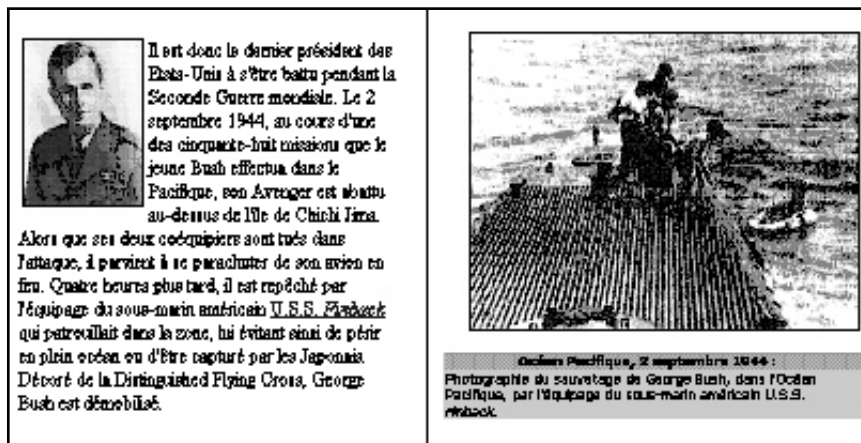 Il est donc le dernier président des
Etats-Unis à s'être battu pendant la
Seconde Guerre mondiale. Le 2
septembre 1944, au cours d'une
des cinquante-huit missions que le
jeune Bush effectua dans le
Pacifique, son Avenger est abattu
au-dessus de l'île de Chichi Jima.
Alors que ses deux coéquipiers sont tués dans
l'attaque, il parvient à se parachuter de son avion en
feu. Quatre heures plus tard, il est repêché par
l'équipage du sous-marin américain U.S.S. Finback
qui patrouillait dans la zone, lui évitant ainsi de périr
en plein océan ou d'être capturé par les Japonais.
Décoré de la Distinguished Flying Cross, George
Bush est démobilisé.
Océan Pacifique, 2 septembre 1944 :
Photographie du sauvetage de George Bush, dans l'Océan
Pacifique, par l'équipage du sous-marin américain U.S.S.
Finback.